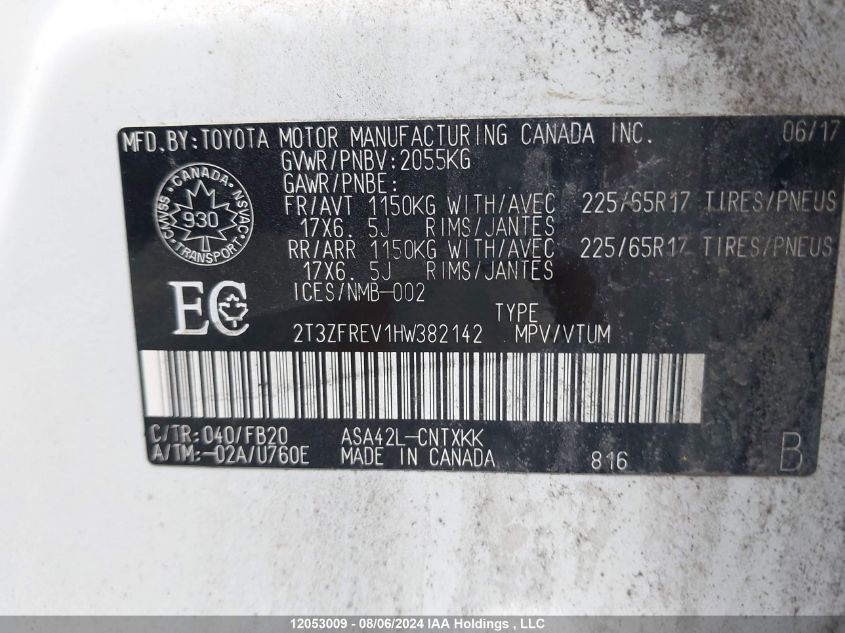 MFD.BY:TOYOTA MOTOR MANUFACTURING CANADA INC. 06/17
GVWR/PNBV:2055KG
GAWR/PNBE:
FR/AVT 1150KG WITH/AVEC 225/65R17 TIRES/PNEUS
17X6.5J RIMS/JANTES
RR/ARR 1150KG WITH/AVEC 225/65R17 TIRES/PNEUS
17X6.5J RIMS/JANTES
ICES/NMB-002
CANADA
CMVSS NSVAC
930
TRANSPORT
EC
TYPE
2T3ZFREV1HW382142 MPV/VTUM
C/TR:040/FB20 ASA42L-CNTXKK
A/TM:-02A/U760E MADE IN CANADA 816 B
12053009 - 08/06/2024 IAA Holdings, LLC | Copyright